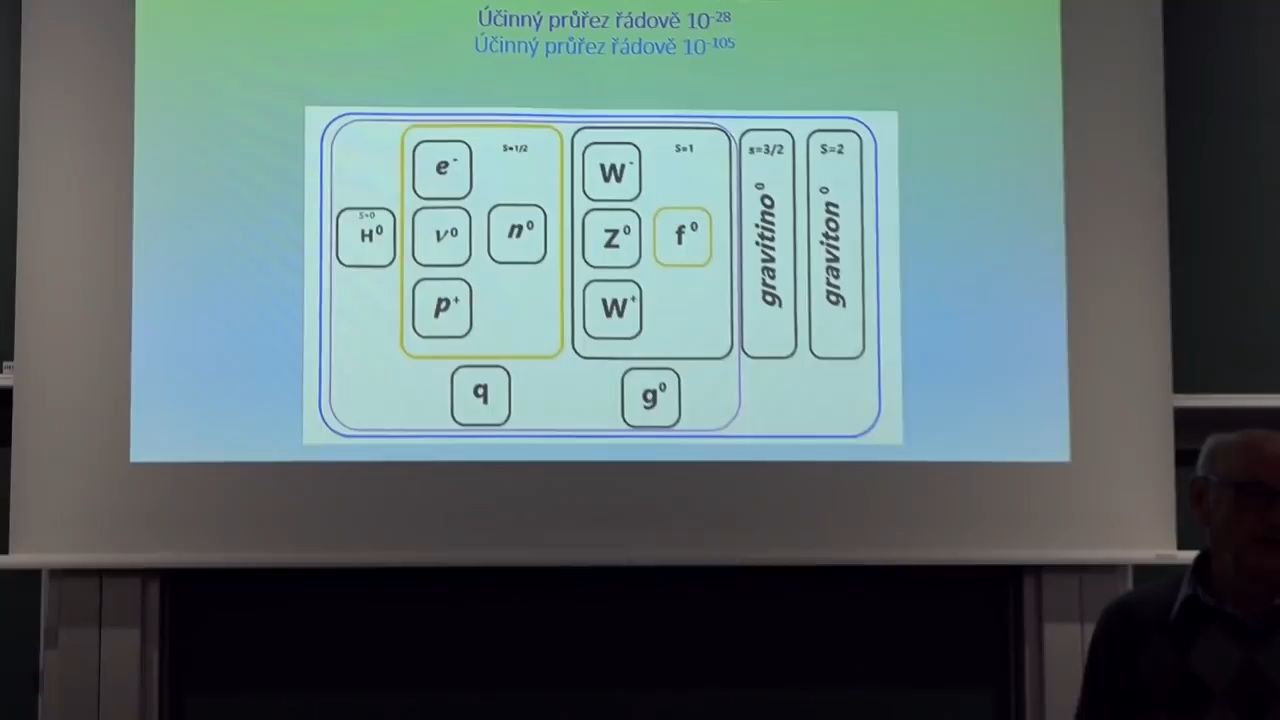 Účinný průřez řádově 10⁻²⁸
Účinný průřez řádově 10⁻¹⁰⁵
S=0
H⁰
S=1/2
e⁻
ν⁰
n⁰
p⁺
S=1
W⁻
Z⁰
f⁰
W⁺
s=3/2
gravitino⁰
S=2
graviton⁰
q
g⁰